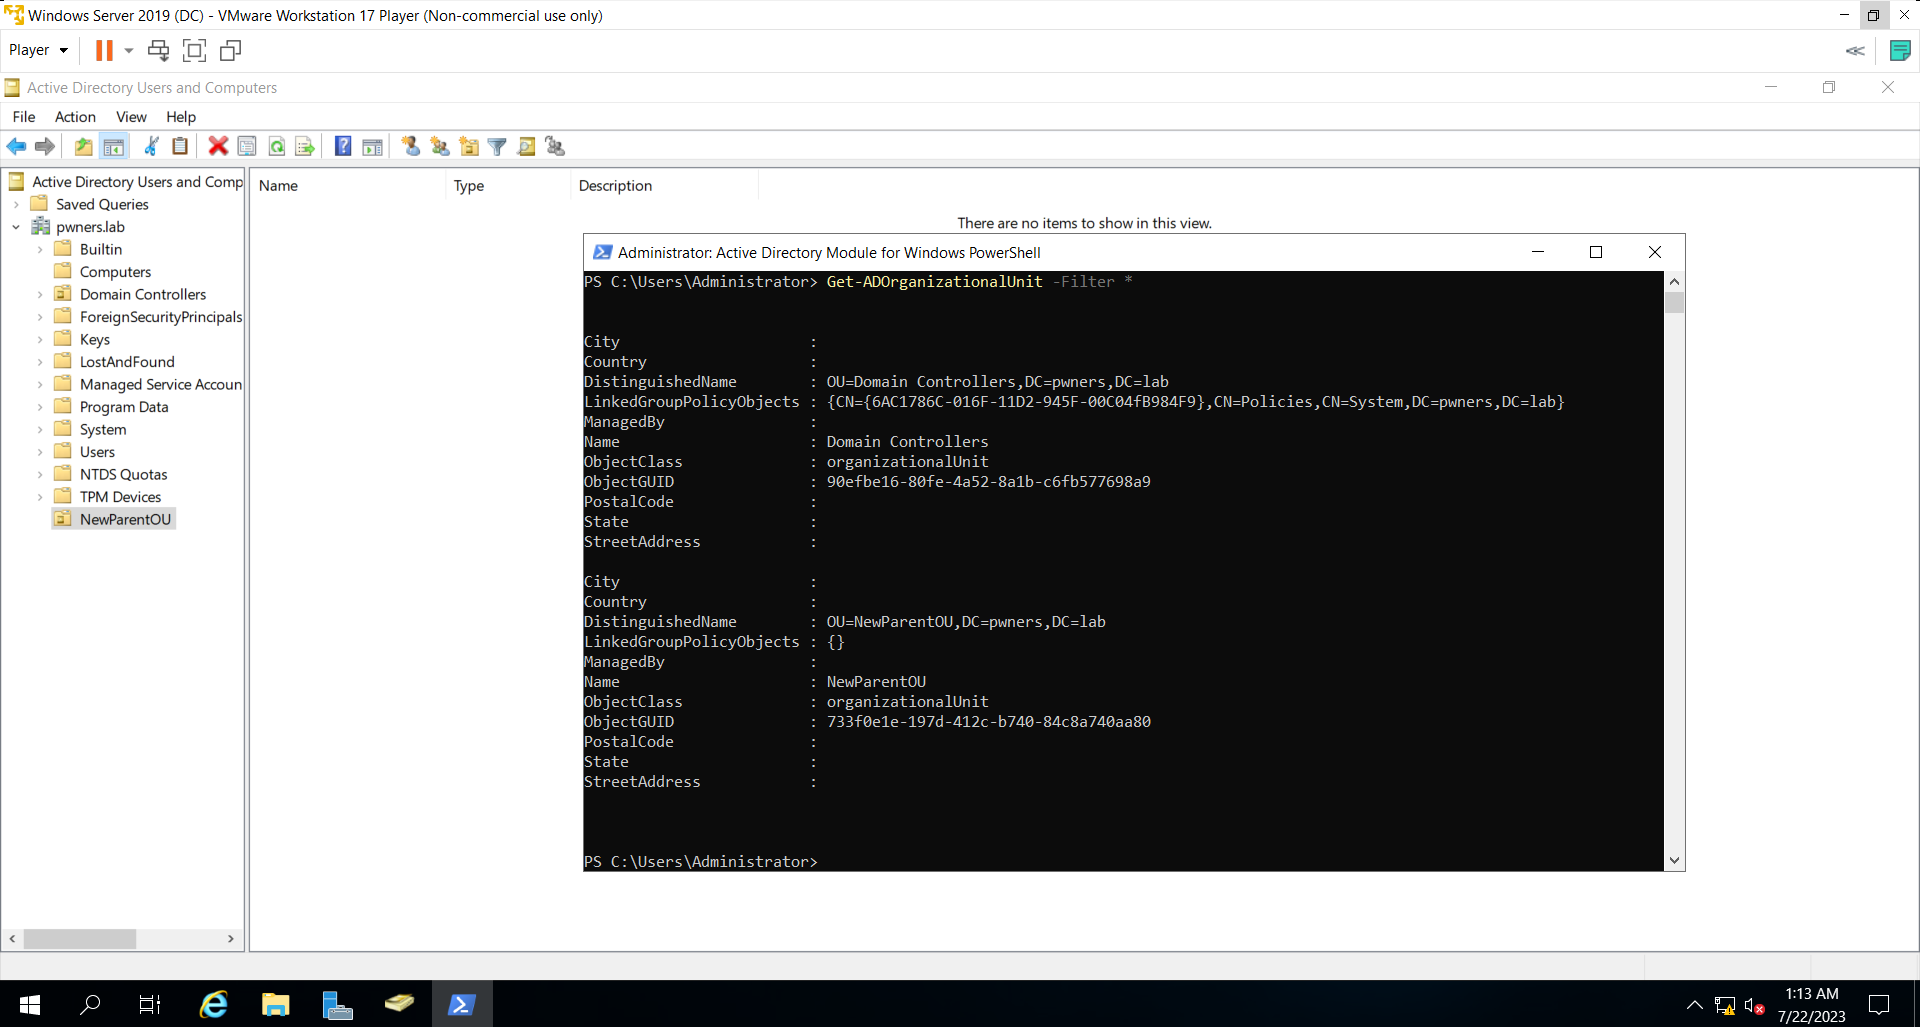 Windows Server 2019 (DC) - VMware Workstation 17 Player (Non-commercial use only)
Player
Active Directory Users and Computers
File Action View Help
Active Directory Users and Comp
Saved Queries
pwners.lab
Builtin
Computers
Domain Controllers
ForeignSecurityPrincipals
Keys
LostAndFound
Managed Service Accoun
Program Data
System
Users
NTDS Quotas
TPM Devices
NewParentOU
Name Type Description
There are no items to show in this view.
Administrator: Active Directory Module for Windows PowerShell
PS C:\Users\Administrator> Get-ADOrganizationalUnit -Filter *
City :
Country :
DistinguishedName : OU=Domain Controllers,DC=pwners,DC=lab
LinkedGroupPolicyObjects : {CN={6AC1786C-016F-11D2-945F-00C04fB984F9},CN=Policies,CN=System,DC=pwners,DC=lab}
ManagedBy :
Name : Domain Controllers
ObjectClass : organizationalUnit
ObjectGUID : 90efbe16-80fe-4a52-8a1b-c6fb577698a9
PostalCode :
State :
StreetAddress :
City :
Country :
DistinguishedName : OU=NewParentOU,DC=pwners,DC=lab
LinkedGroupPolicyObjects : {}
ManagedBy :
Name : NewParentOU
ObjectClass : organizationalUnit
ObjectGUID : 733f0e1e-197d-412c-b740-84c8a740aa80
PostalCode :
State :
StreetAddress :
PS C:\Users\Administrator>
1:13 AM
7/22/2023